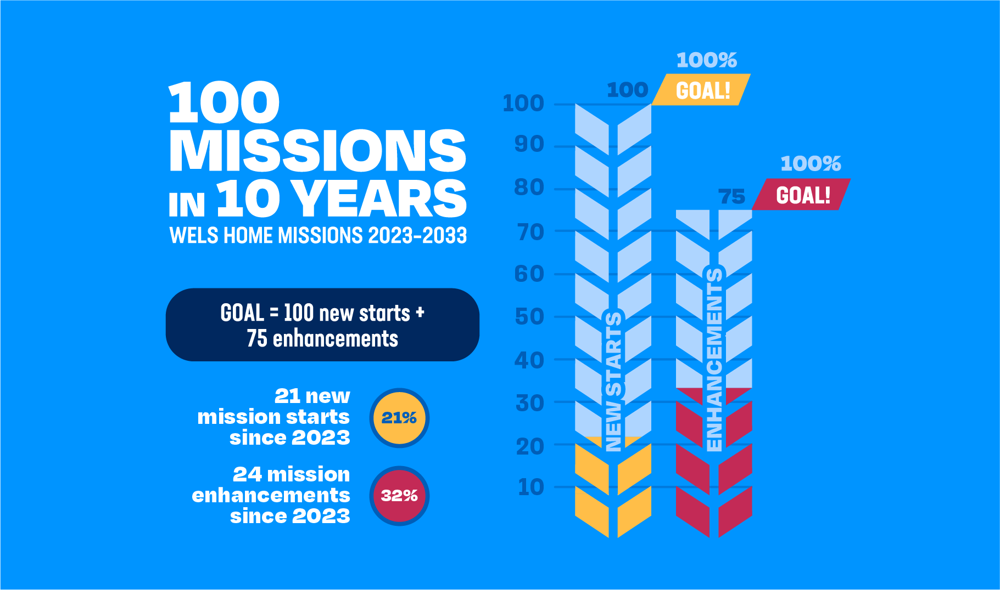 100
MISSIONS
IN 10 YEARS
WELS HOME MISSIONS 2023-2033
GOAL = 100 new starts +
75 enhancements
21 new
mission starts
since 2023
21%
24 mission
enhancements
since 2023
32%
100%
GOAL!
100
100
90
80
70
60
50
40
30
20
10
NEW STARTS
100%
GOAL!
75
ENHANCEMENTS